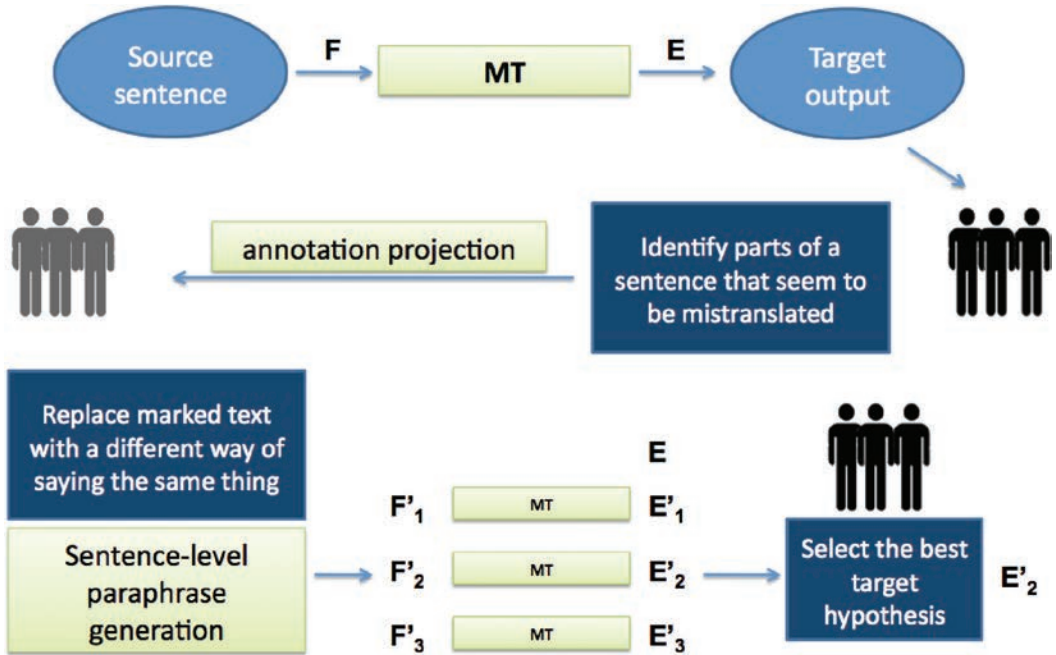 Source
sentence
F
MT
E
Target
output
annotation projection
Identify parts of a
sentence that seem to
be mistranslated
Replace marked text
with a different way of
saying the same thing
Sentence-level
paraphrase
generation
E
F'1 MT E'1
F'2 MT E'2
F'3 MT E'3
Select the best
target
hypothesis
E'2